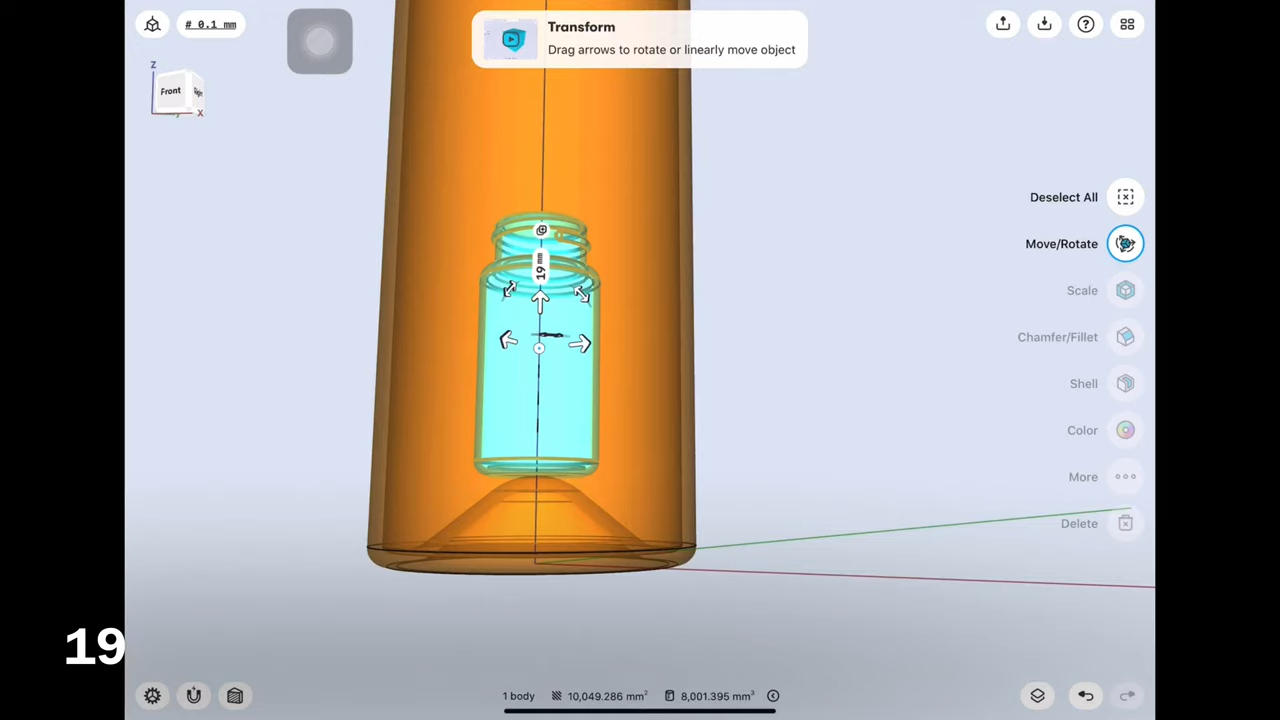 # 0.1 mm
Transform
Drag arrows to rotate or linearly move object
Z
Front
Right
X
Deselect All
Move/Rotate
19 mm
Scale
Chamfer/Fillet
Shell
Color
More
Delete
19
1 body
10,049.286 mm²
8,001.395 mm³